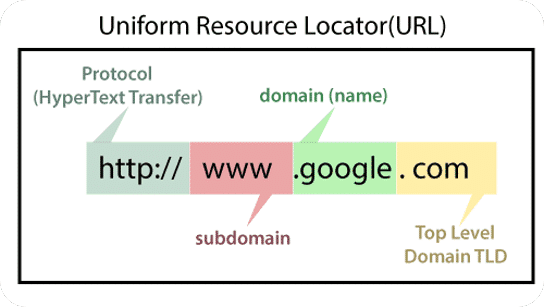 Uniform Resource Locator(URL)
Protocol
(HyperText Transfer)
domain (name)
http:// www .google . com
subdomain
Top Level
Domain TLD